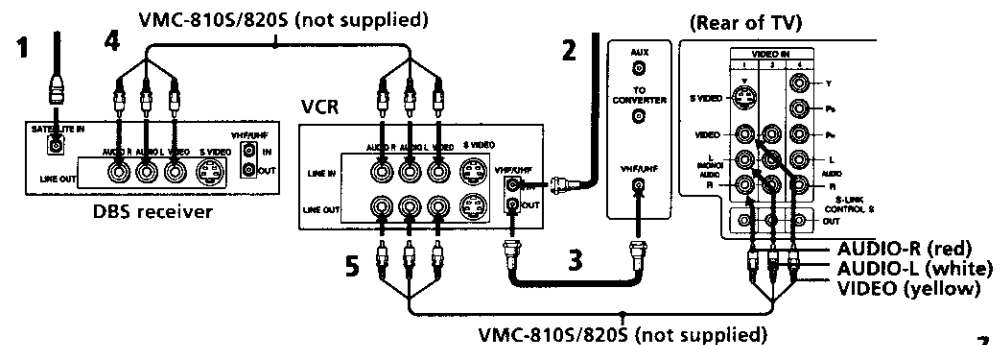 VMC-810S/820S (not supplied)
(Rear of TV)
1
4
2
VIDEO IN
1 3 4
AUX
TO
CONVERTER
VCR
S VIDEO
Y
VIDEO
L
(MONO)
AUDIO
R
L
AUDIO
R
SATELLITE IN
VHF/UHF
IN
OUT
AUDIO R AUDIO L VIDEO S VIDEO
LINE OUT
DBS receiver
AUDIO R AUDIO L VIDEO S VIDEO
LINE IN
LINE OUT
VHF/UHF
IN
OUT
VHF/UHF
S-LINK
CONTROL S
OUT
5
3
AUDIO-R (red)
AUDIO-L (white)
VIDEO (yellow)
VMC-810S/820S (not supplied)